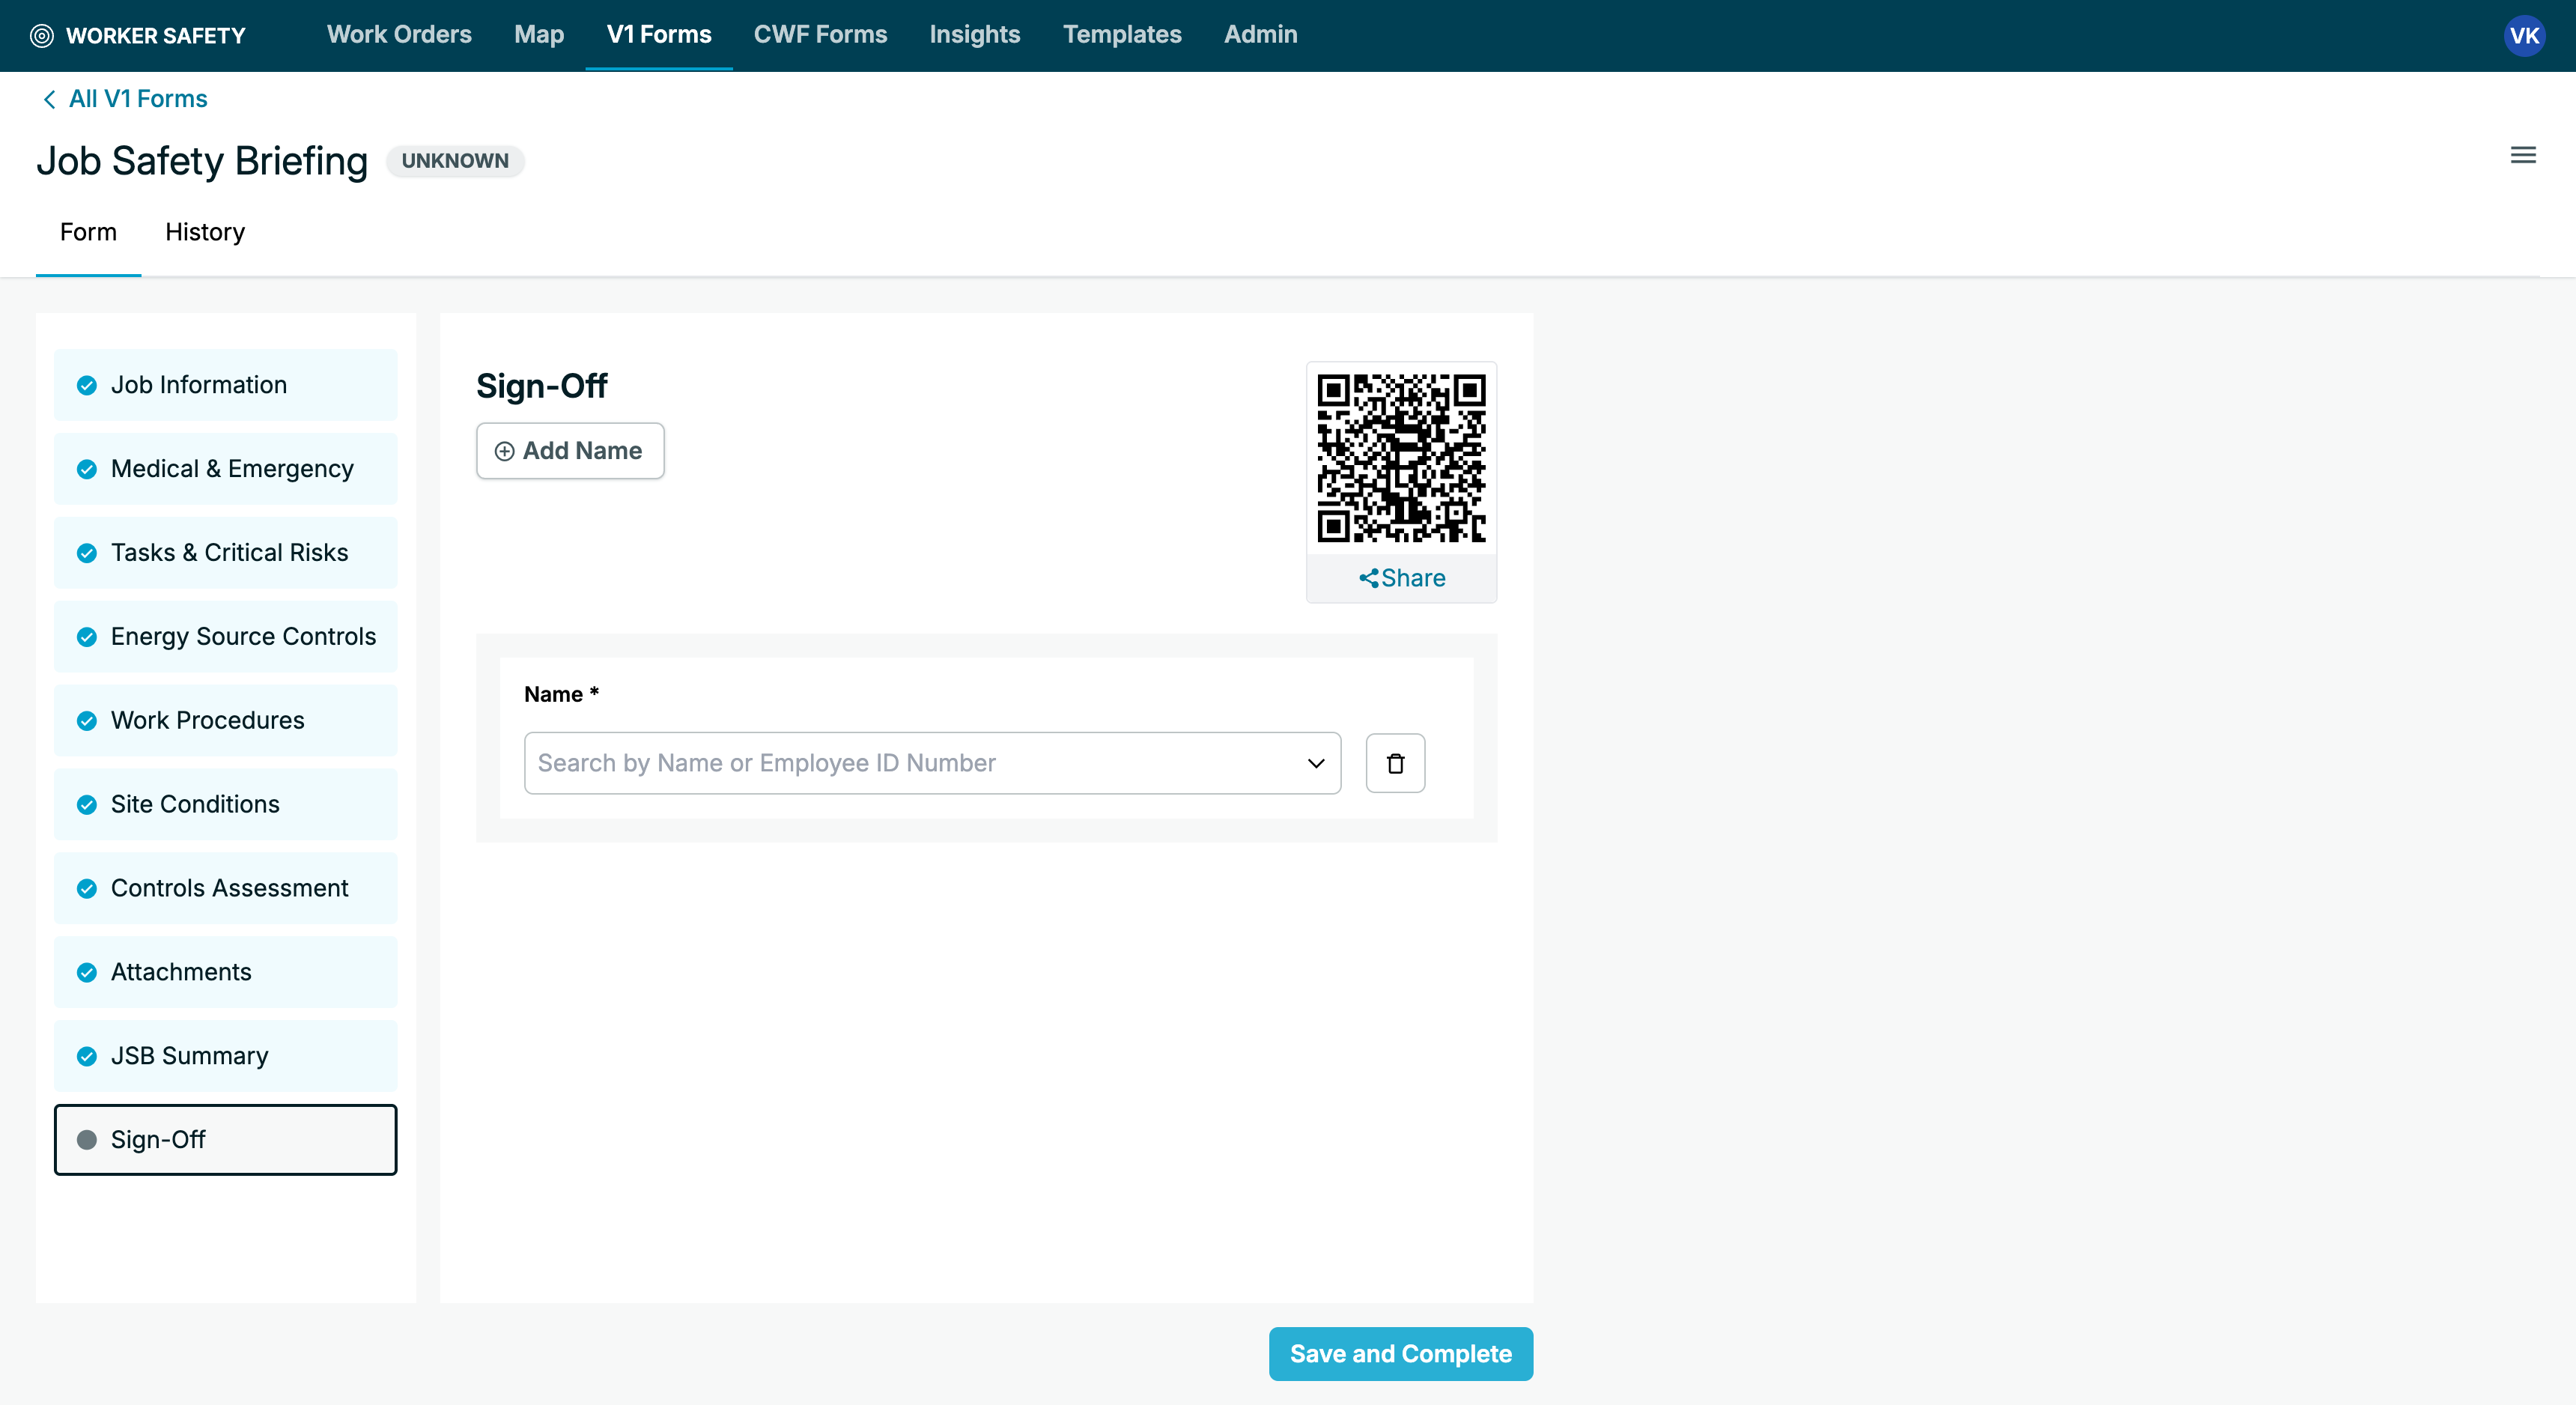 WORKER SAFETY
Work Orders
Map
V1 Forms
CWF Forms
Insights
Templates
Admin
VK
All V1 Forms
Job Safety Briefing
UNKNOWN
Form
History
Job Information
Medical & Emergency
Tasks & Critical Risks
Energy Source Controls
Work Procedures
Site Conditions
Controls Assessment
Attachments
JSB Summary
Sign-Off
Sign-Off
Add Name
Share
Name *
Search by Name or Employee ID Number
Save and Complete